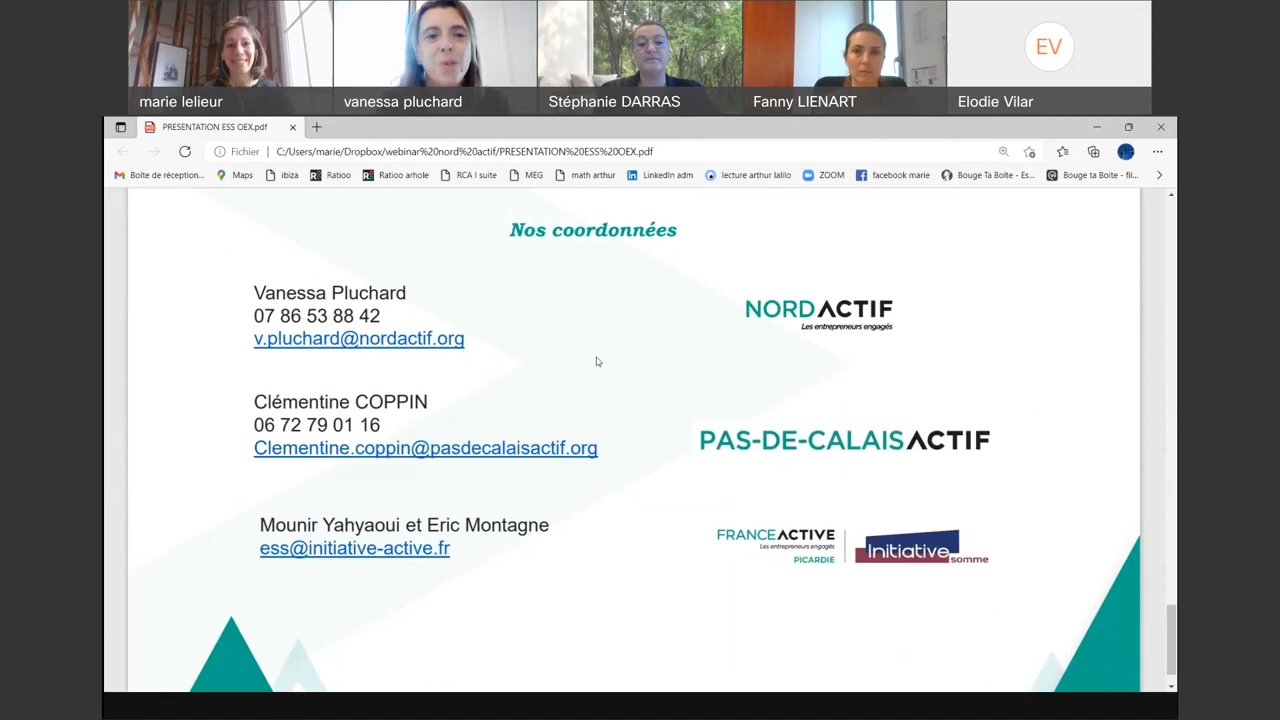 EV
marie lelieur
vanessa pluchard
Stéphanie DARRAS
Fanny LIENART
Elodie Vilar
PRESENTATION ESS OEX.pdf
Fichier
C:/Users/marie/Dropbox/webinar%20nord%20actif/PRESENTATION%20ESS%20OEX.pdf
Boîte de réception...
Maps
ibiza
Ratioo
Ratioo arhole
RCA I suite
MEG
math arthur
LinkedIn adm
lecture arthur lalilo
ZOOM
facebook marie
Bouge Ta Boite - Es...
Bouge ta Boite - fil...
Nos coordonnées
Vanessa Pluchard
07 86 53 88 42
v.pluchard@nordactif.org
NORDACTIF
Les entrepreneurs engagés
Clémentine COPPIN
06 72 79 01 16
Clementine.coppin@pasdecalaisactif.org
PAS-DE-CALAISACTIF
Mounir Yahyaoui et Eric Montagne
ess@initiative-active.fr
FRANCEACTIVE
Les entrepreneurs engagés
PICARDIE
Initiative
somme